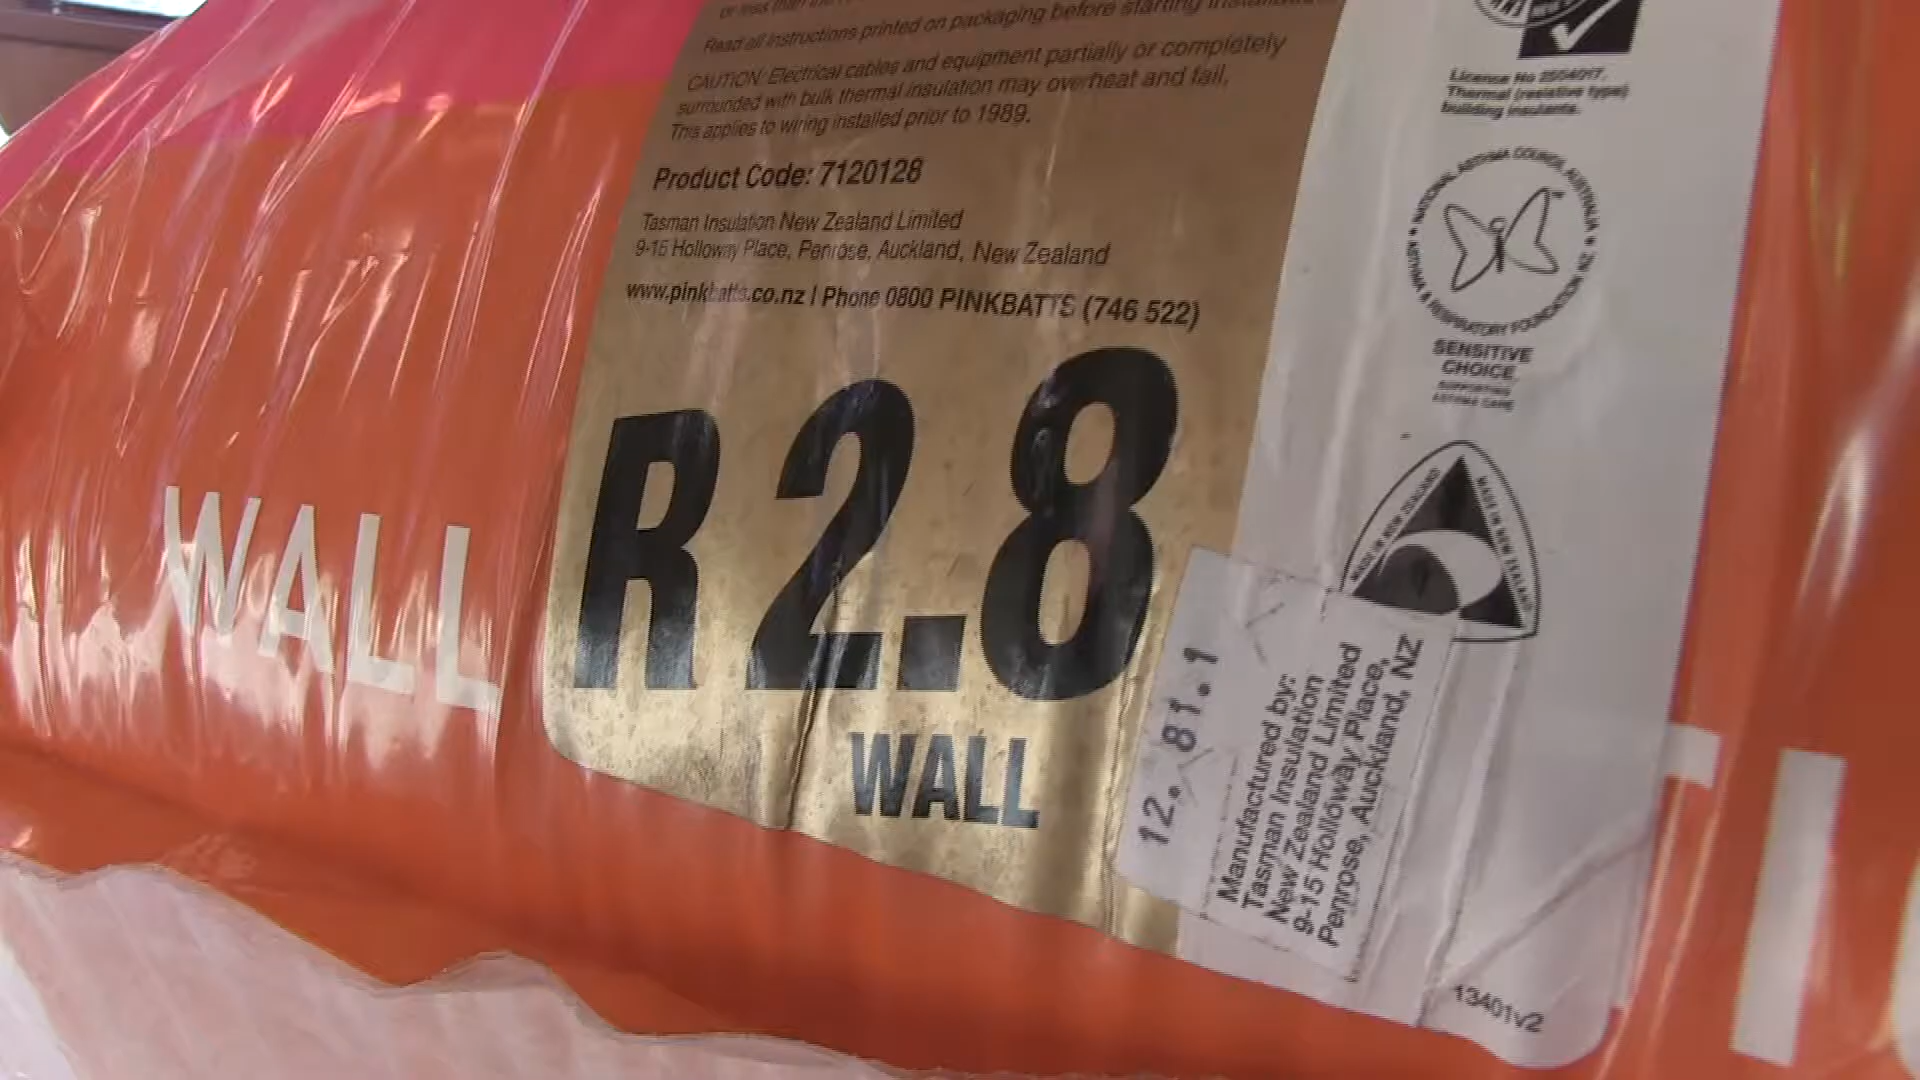 Read all instructions printed on packaging before starting
CAUTION: Electrical cables and equipment partially or completely
surrounded with bulk thermal insulation may overheat and fail.
This applies to wiring installed prior to 1989.
Product Code: 7120128
Tasman Insulation New Zealand Limited
9-15 Holloway Place, Penrose, Auckland, New Zealand
www.pinkbatts.co.nz | Phone 0800 PINKBATTS (746 522)
R 2.8
WALL
WALL
License No
Thermal (resistive type)
building insulants.
NATIONAL ASTHMA COUNCIL AUSTRALIA
ASTHMA & RESPIRATORY FOUNDATION NZ
SENSITIVE
CHOICE
SUPPORTING
ASTHMA CARE
MADE IN NEW ZEALAND
MADE IN NEW ZEALAND
12.81.1
Manufactured by:
Tasman Insulation
New Zealand Limited
9-15 Holloway Place,
Penrose, Auckland, NZ
13401v2